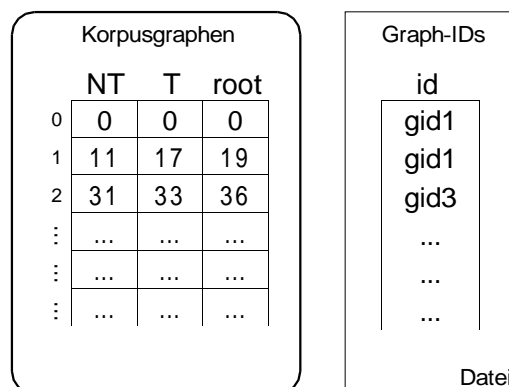 Korpusgraphen
NT T root
0 0 0 0
1 11 17 19
2 31 33 36
⋮ ... ... ...
⋮ ... ... ...
⋮ ... ... ...
Graph-IDs
id
gid1
gid1
gid3
...
...
...
Datei